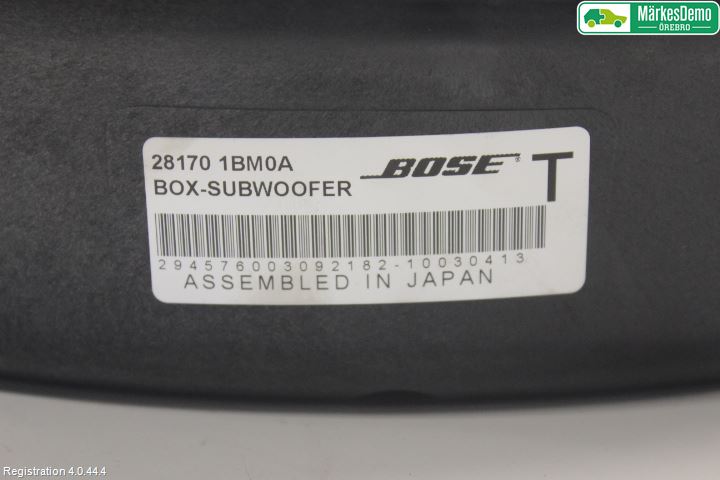 MärkesDemo
ÖREBRO
28170 1BM0A
BOSE®
T
BOX-SUBWOOFER
294576003092182-10030413
ASSEMBLED IN JAPAN
Registration 4.0.44.4